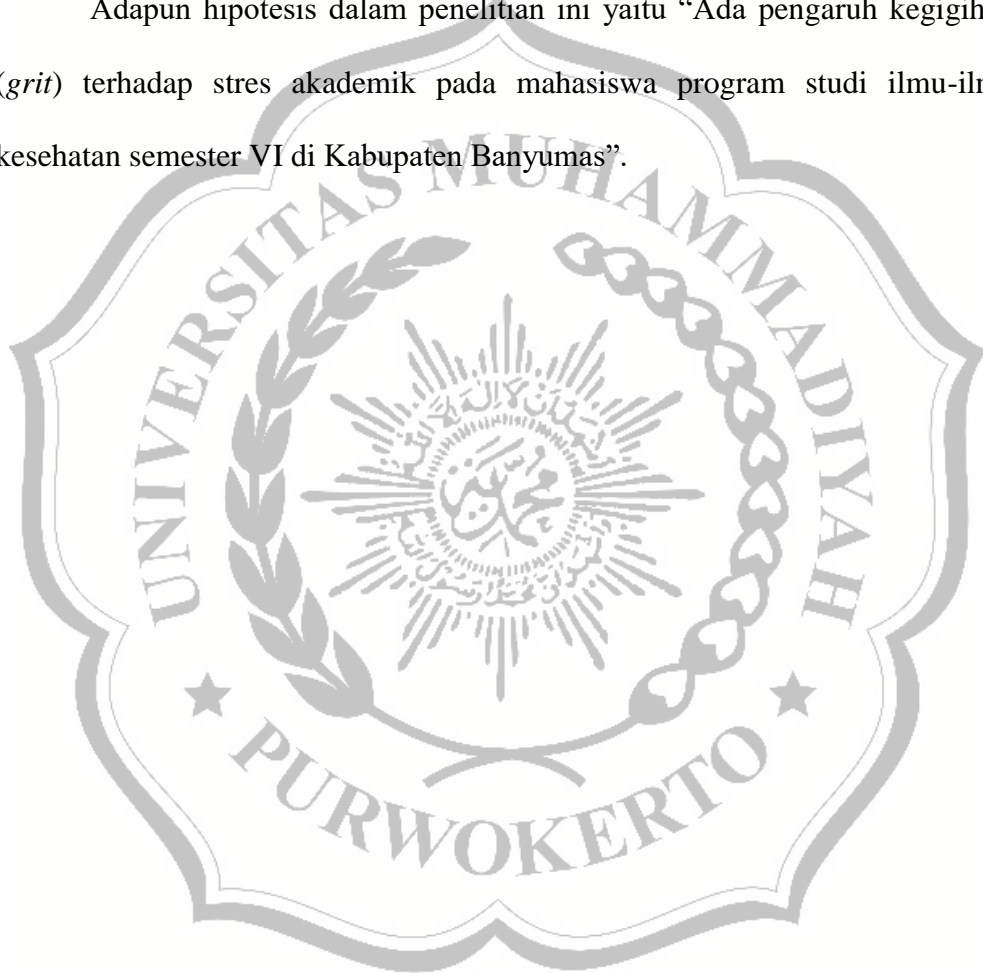 Adapun hipotesis dalam penelitian ini yaitu “Ada pengaruh kegigih
(grit) terhadap stres akademik pada mahasiswa program studi ilmu-iln
kesehatan semester VI di Kabupaten Banyumas”.
UNIVERSITAS MUHAMMADIYAH
PURWOKERTO